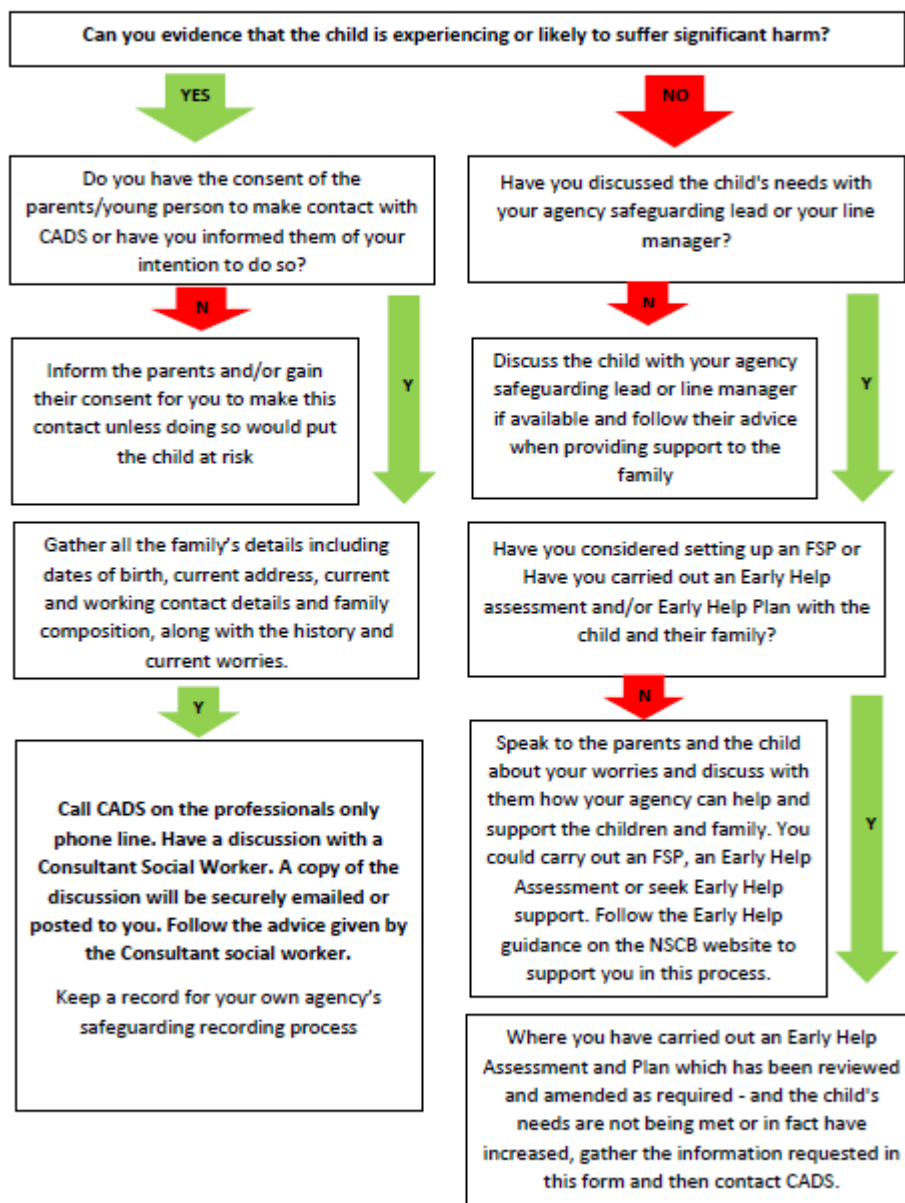 Can you evidence that the child is experiencing or likely to suffer significant harm?
YES
NO
Do you have the consent of the
parents/young person to make contact with
CADS or have you informed them of your
intention to do so?
Have you discussed the child's needs with
your agency safeguarding lead or your line
manager?
N
N
Inform the parents and/or gain
their consent for you to make this
contact unless doing so would put
the child at risk
Y
Discuss the child with your agency
safeguarding lead or line manager
if available and follow their advice
when providing support to the
family
Y
Gather all the family’s details including
dates of birth, current address, current
and working contact details and family
composition, along with the history and
current worries.
Have you considered setting up an FSP or
Have you carried out an Early Help
assessment and/or Early Help Plan with the
child and their family?
Y
N
Call CADS on the professionals only
phone line. Have a discussion with a
Consultant Social Worker. A copy of the
discussion will be securely emailed or
posted to you. Follow the advice given by
the Consultant social worker.
Keep a record for your own agency’s
safeguarding recording process
Speak to the parents and the child
about your worries and discuss with
them how your agency can help and
support the children and family. You
could carry out an FSP, an Early Help
Assessment or seek Early Help
support. Follow the Early Help
guidance on the NSCB website to
support you in this process.
Y
Where you have carried out an Early Help
Assessment and Plan which has been reviewed
and amended as required - and the child's
needs are not being met or in fact have
increased, gather the information requested in
this form and then contact CADS.